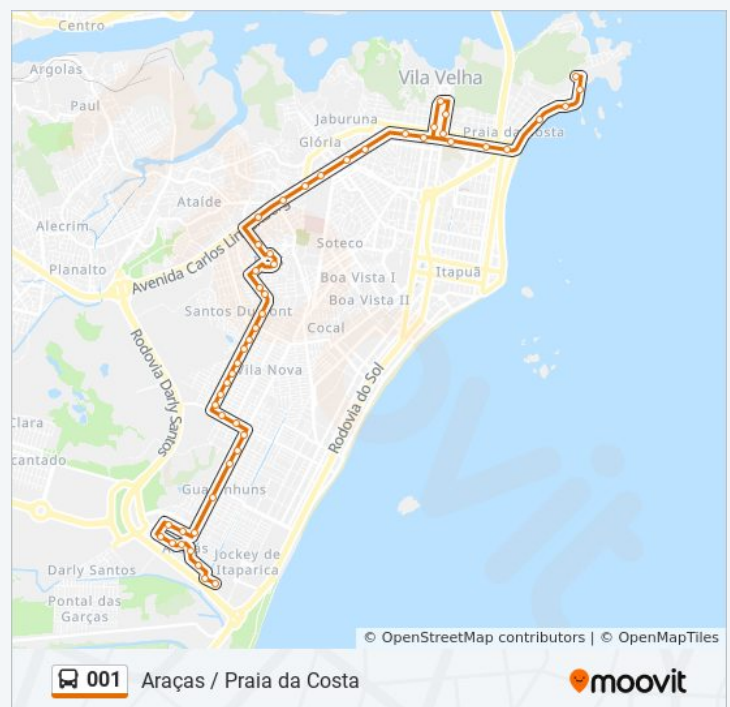 Centro
Argolas
Vila Velha
Paul
Jaburuna
Praia da Costa
Glória
Ataíde
Alecrim
Soteco
Planalto
Avenida Carlos Lindenberg
Itapuã
Boa Vista I
Santos Dumont
Boa Vista II
Cocal
Rodovia Darly Santos
Vila Nova
Rodovia do Sol
Clara
cantado
Guaranhuns
Araçás
Jockey de
Itaparica
Darly Santos
Pontal das
Garças
© OpenStreetMap contributors | © OpenMapTiles
001 Araças / Praia da Costa
moovit